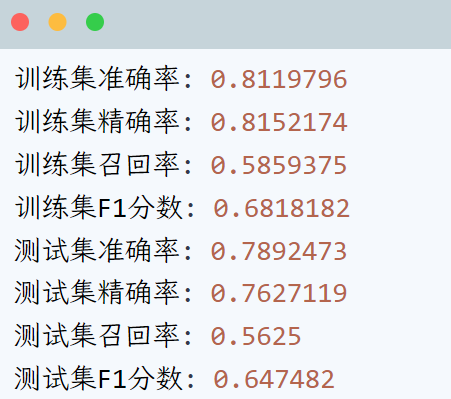 训练集准确率: 0.8119796
训练集精确率: 0.8152174
训练集召回率: 0.5859375
训练集F1分数: 0.6818182
测试集准确率: 0.7892473
测试集精确率: 0.7627119
测试集召回率: 0.5625
测试集F1分数: 0.647482